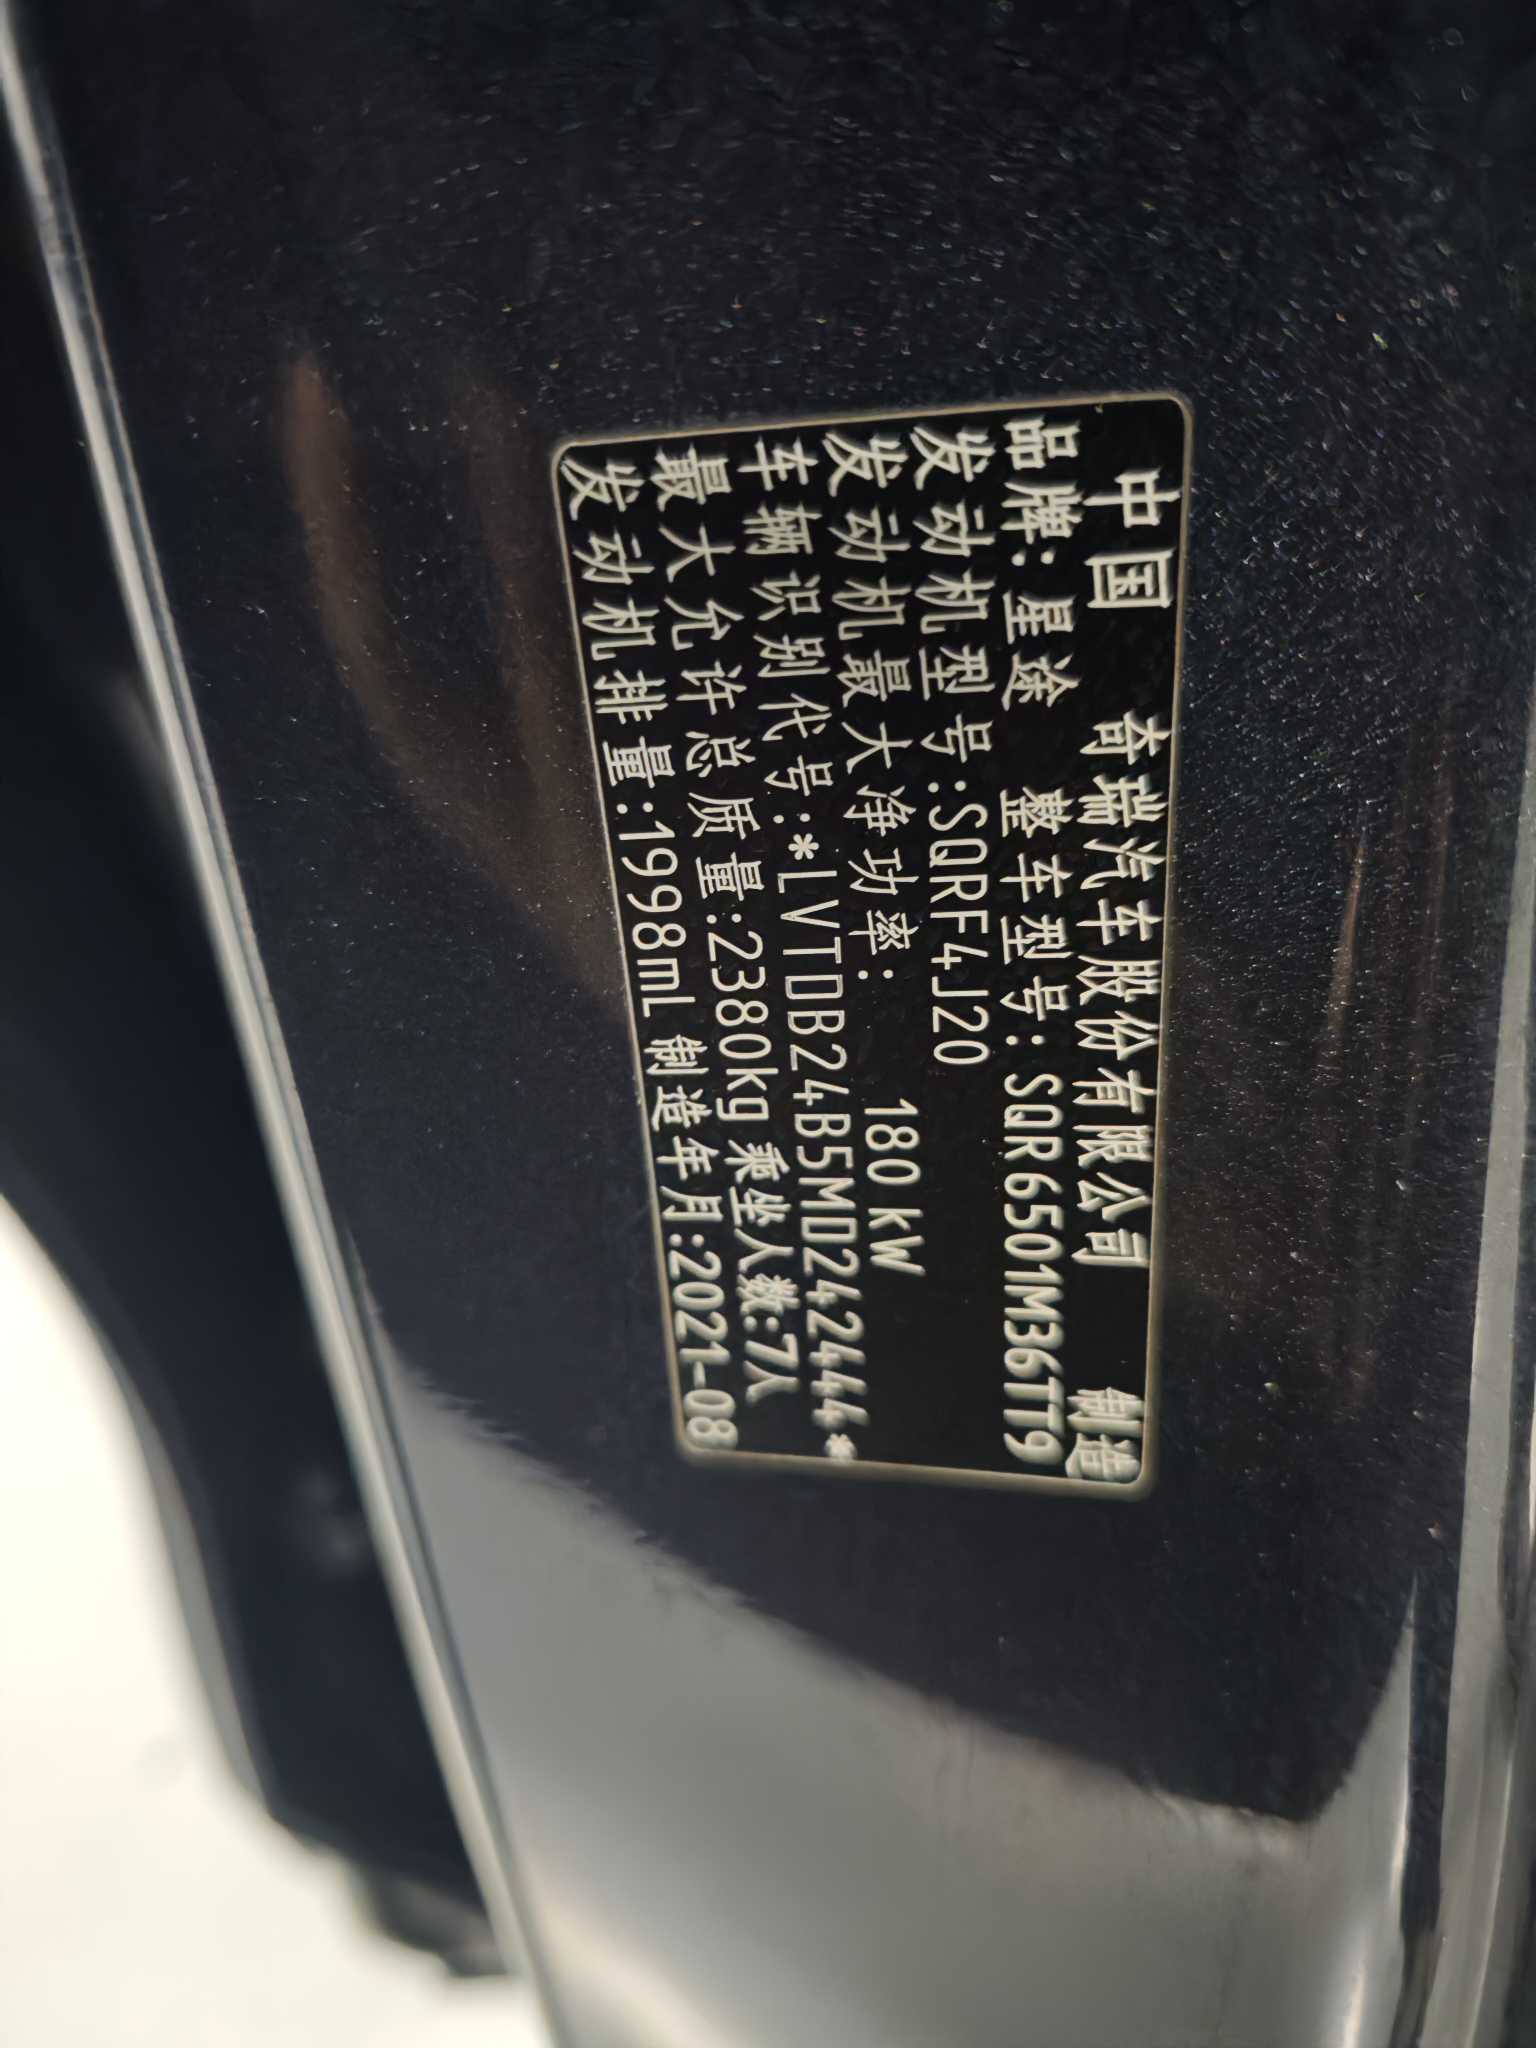 中国 奇瑞汽车股份有限公司 制造
品牌:星途 整车型号:SQR6501M36TT9
发动机型号:SQRF4J20
发动机最大净功率: 180 kW
车辆识别代号:*LVTDB24B5MD242444*
最大允许总质量:2380kg 乘坐人数:7人
发动机排量:1998mL 制造年月:2021-08